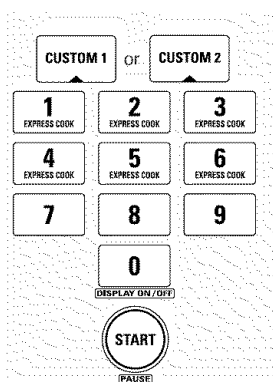 CUSTOM 1 or CUSTOM 2
1 2 3
EXPRESS COOK EXPRESS COOK EXPRESS COOK
4 5 6
EXPRESS COOK EXPRESS COOK EXPRESS COOK
7 8 9
0
DISPLAY ON / OFF
START
PAUSE